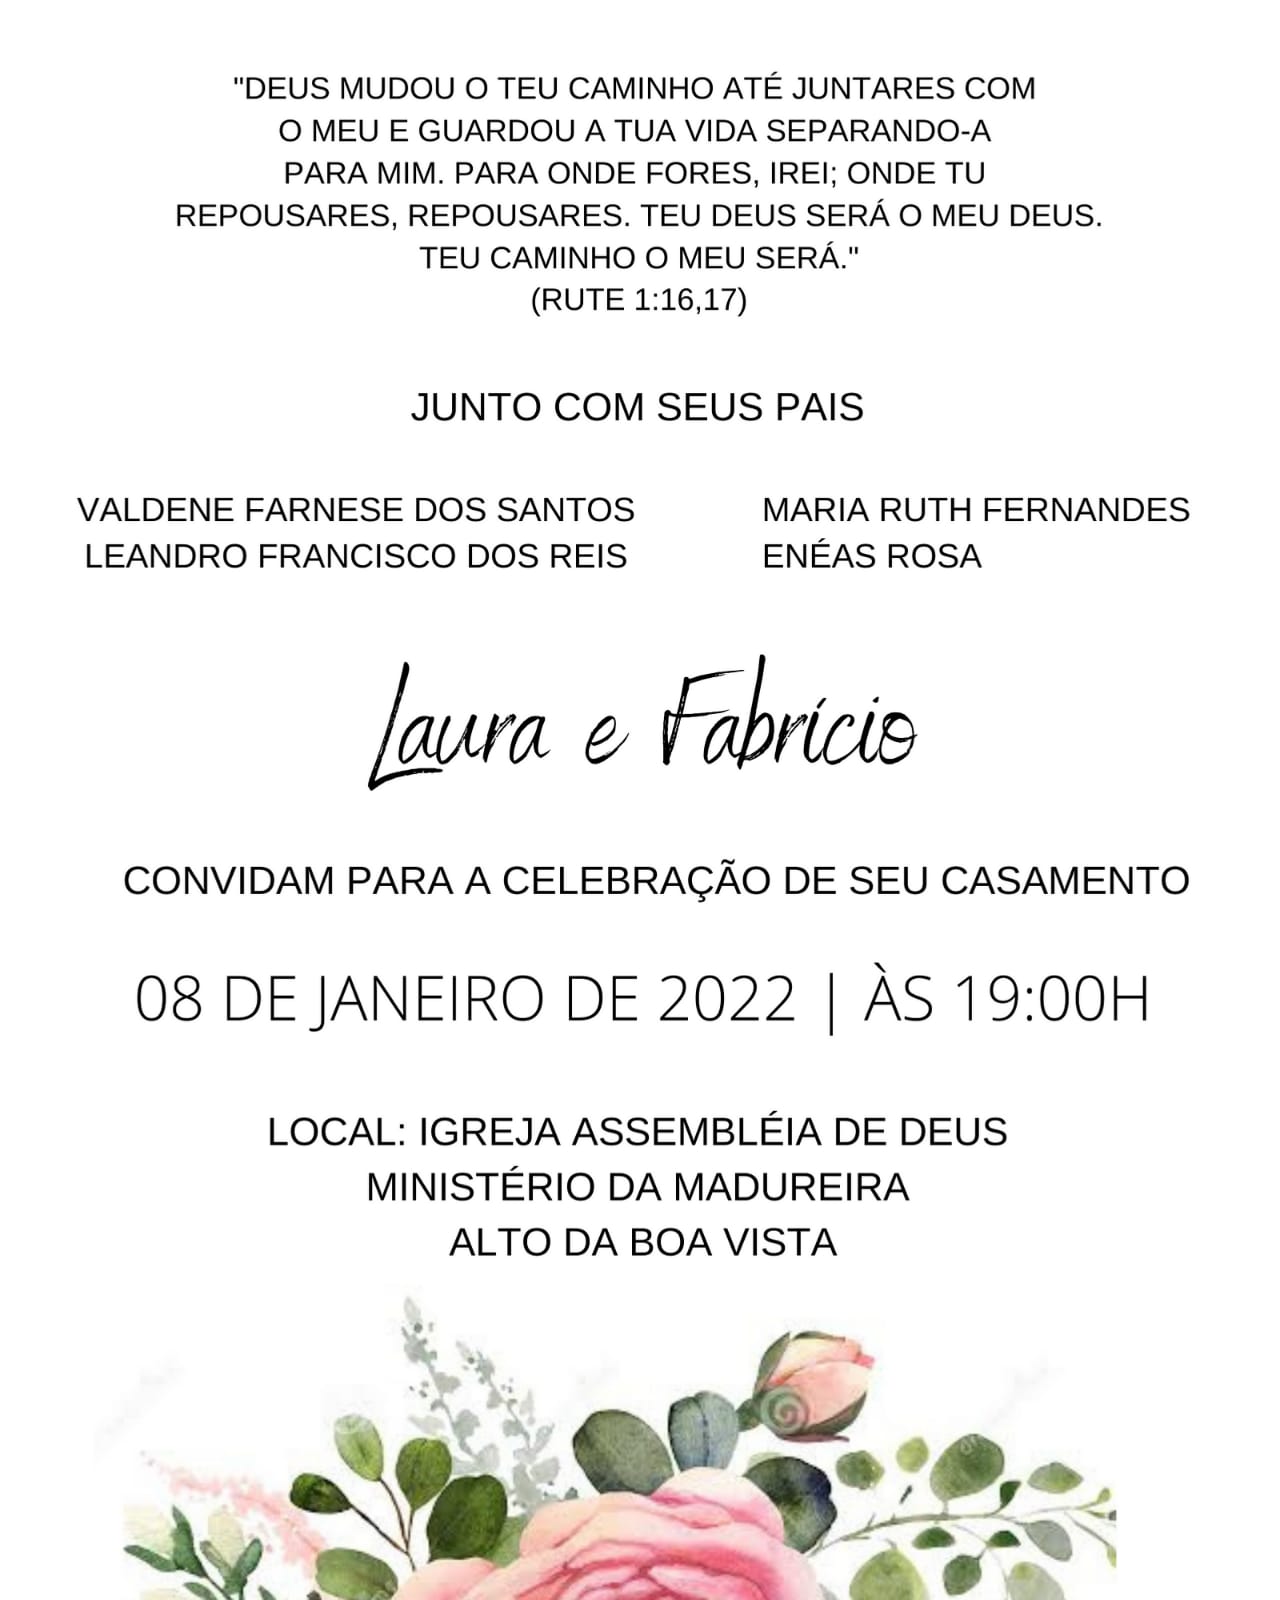 "DEUS MUDOU O TEU CAMINHO ATÉ JUNTARES COM
O MEU E GUARDOU A TUA VIDA SEPARANDO-A
PARA MIM. PARA ONDE FORES, IREI; ONDE TU
REPOUSARES, REPOUSARES. TEU DEUS SERÁ O MEU DEUS.
TEU CAMINHO O MEU SERÁ."
(RUTE 1:16,17)
JUNTO COM SEUS PAIS
VALDENE FARNESE DOS SANTOS
LEANDRO FRANCISCO DOS REIS
MARIA RUTH FERNANDES
ENÉAS ROSA
Laura e Fabrício
CONVIDAM PARA A CELEBRAÇÃO DE SEU CASAMENTO
08 DE JANEIRO DE 2022 | ÀS 19:00H
LOCAL: IGREJA ASSEMBLÉIA DE DEUS
MINISTÉRIO DA MADUREIRA
ALTO DA BOA VISTA